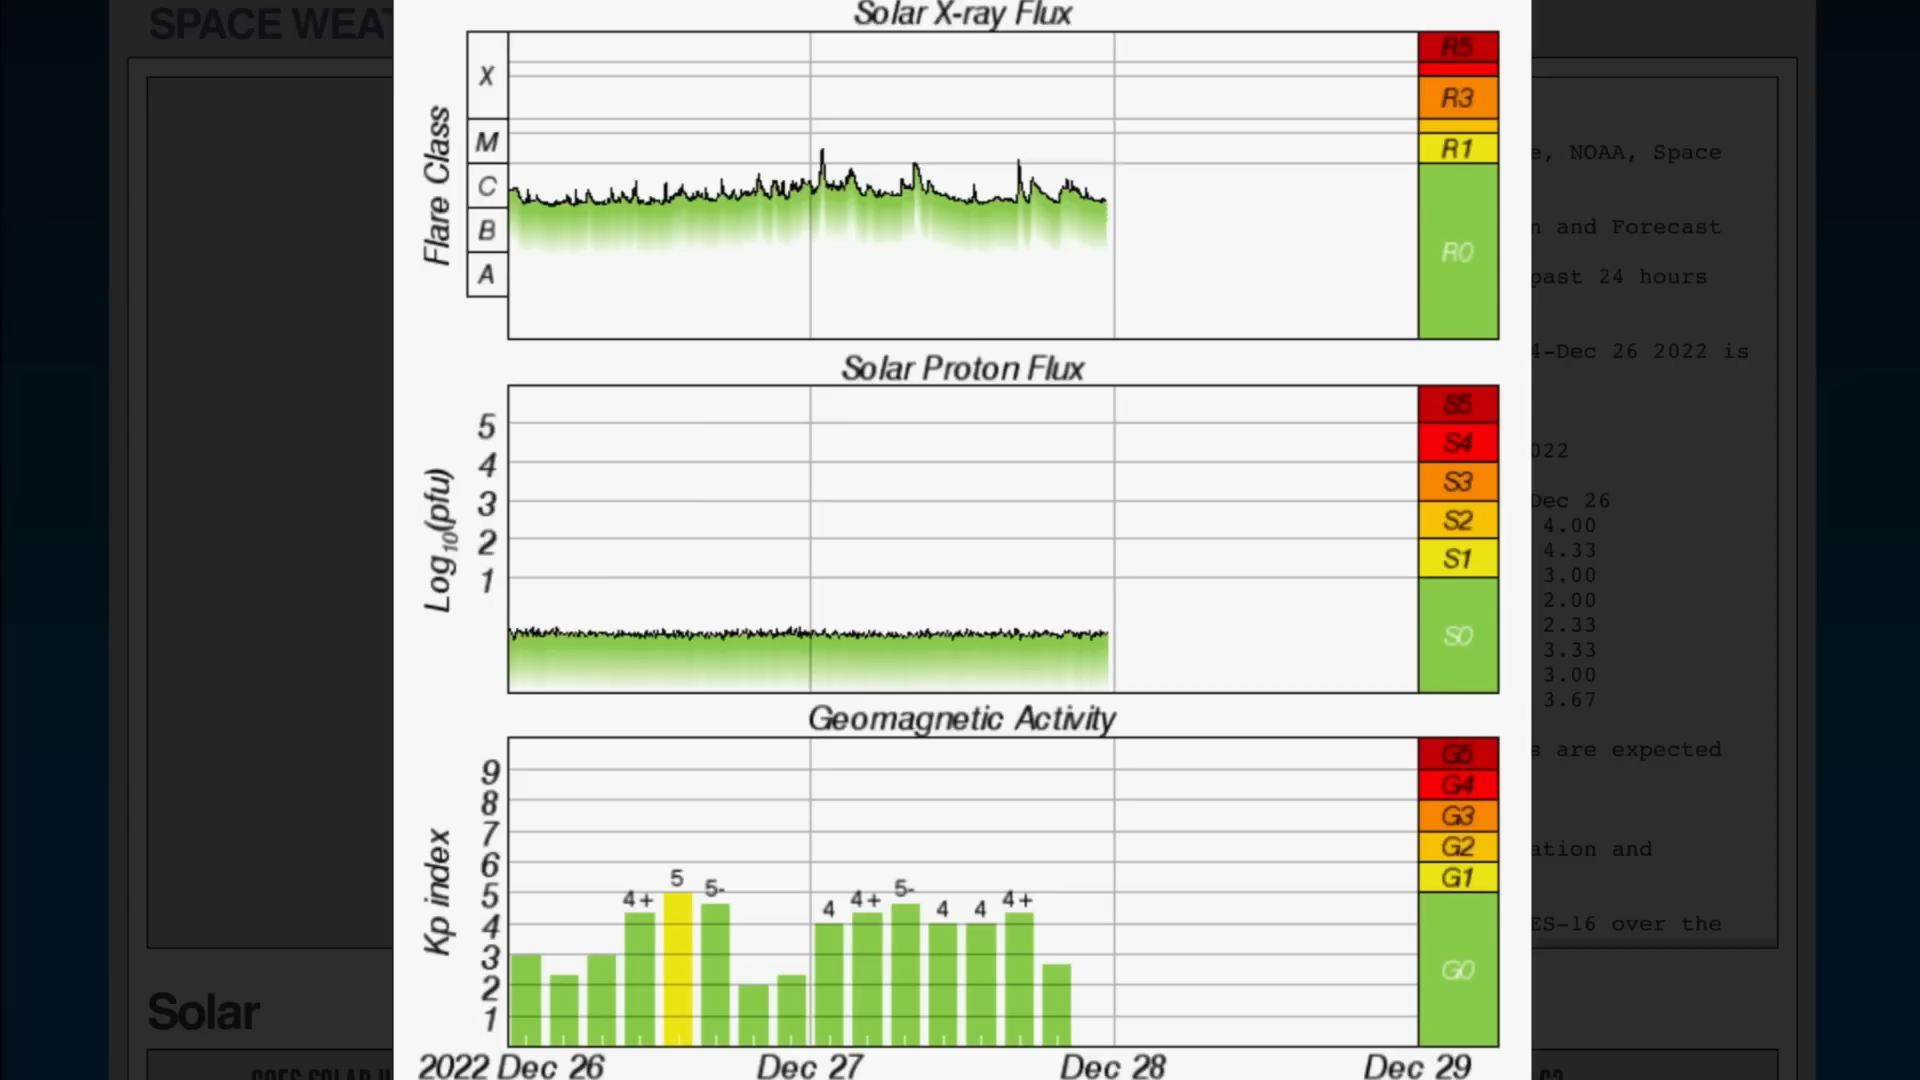 SPACE WEAT
Solar X-ray Flux
Flare Class
X
M
C
B
A
R5
R3
R1
R0
Solar Proton Flux
Log10(pfu)
5
4
3
2
1
S5
S4
S3
S2
S1
S0
Geomagnetic Activity
Kp index
9
8
7
6
5
4
3
2
1
4+
5
5-
4
4+
5-
4
4
4+
G5
G4
G3
G2
G1
G0
2022 Dec 26
Dec 27
Dec 28
Dec 29
e, NOAA, Space
n and Forecast
past 24 hours
4-Dec 26 2022 is
022
Dec 26
4.00
4.33
3.00
2.00
2.33
3.33
3.00
3.67
s are expected
ation and
ES-16 over the
Solar